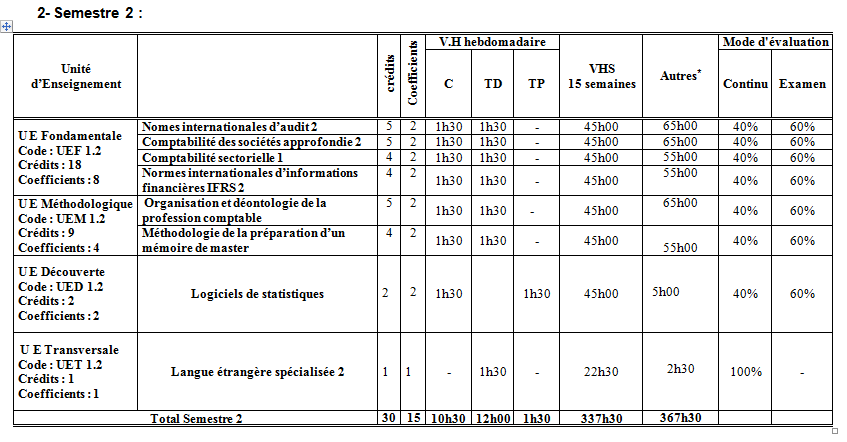 2- Semestre 2 :
Unité d'Enseignement crédits Coefficients V.H hebdomadaire VHS 15 semaines Autres* Mode d'évaluation
C TD TP Continu Examen
U E Fondamentale
Code : UEF 1.2
Crédits : 18
Coefficients : 8
Nomes internationales d'audit 2 5 2 1h30 1h30 - 45h00 65h00 40% 60%
Comptabilité des sociétés approfondie 2 5 2 1h30 1h30 - 45h00 65h00 40% 60%
Comptabilité sectorielle 1 4 2 1h30 1h30 - 45h00 55h00 40% 60%
Normes internationales d'informations
financières IFRS 2 4 2 1h30 1h30 - 45h00 55h00 40% 60%
UE Méthodologique
Code : UEM 1.2
Crédits : 9
Coefficients : 4
Organisation et déontologie de la
profession comptable 5 2 1h30 1h30 - 45h00 65h00 40% 60%
Méthodologie de la préparation d'un
mémoire de master 4 2 1h30 1h30 - 45h00 55h00 40% 60%
UE Découverte
Code : UED 1.2
Crédits : 2
Coefficients : 2
Logiciels de statistiques 2 2 1h30 1h30 45h00 5h00 40% 60%
U E Transversale
Code : UET 1.2
Crédits : 1
Coefficients : 1
Langue étrangère spécialisée 2 1 1 - 1h30 - 22h30 2h30 100% -
Total Semestre 2 30 15 10h30 12h00 1h30 337h30 367h30